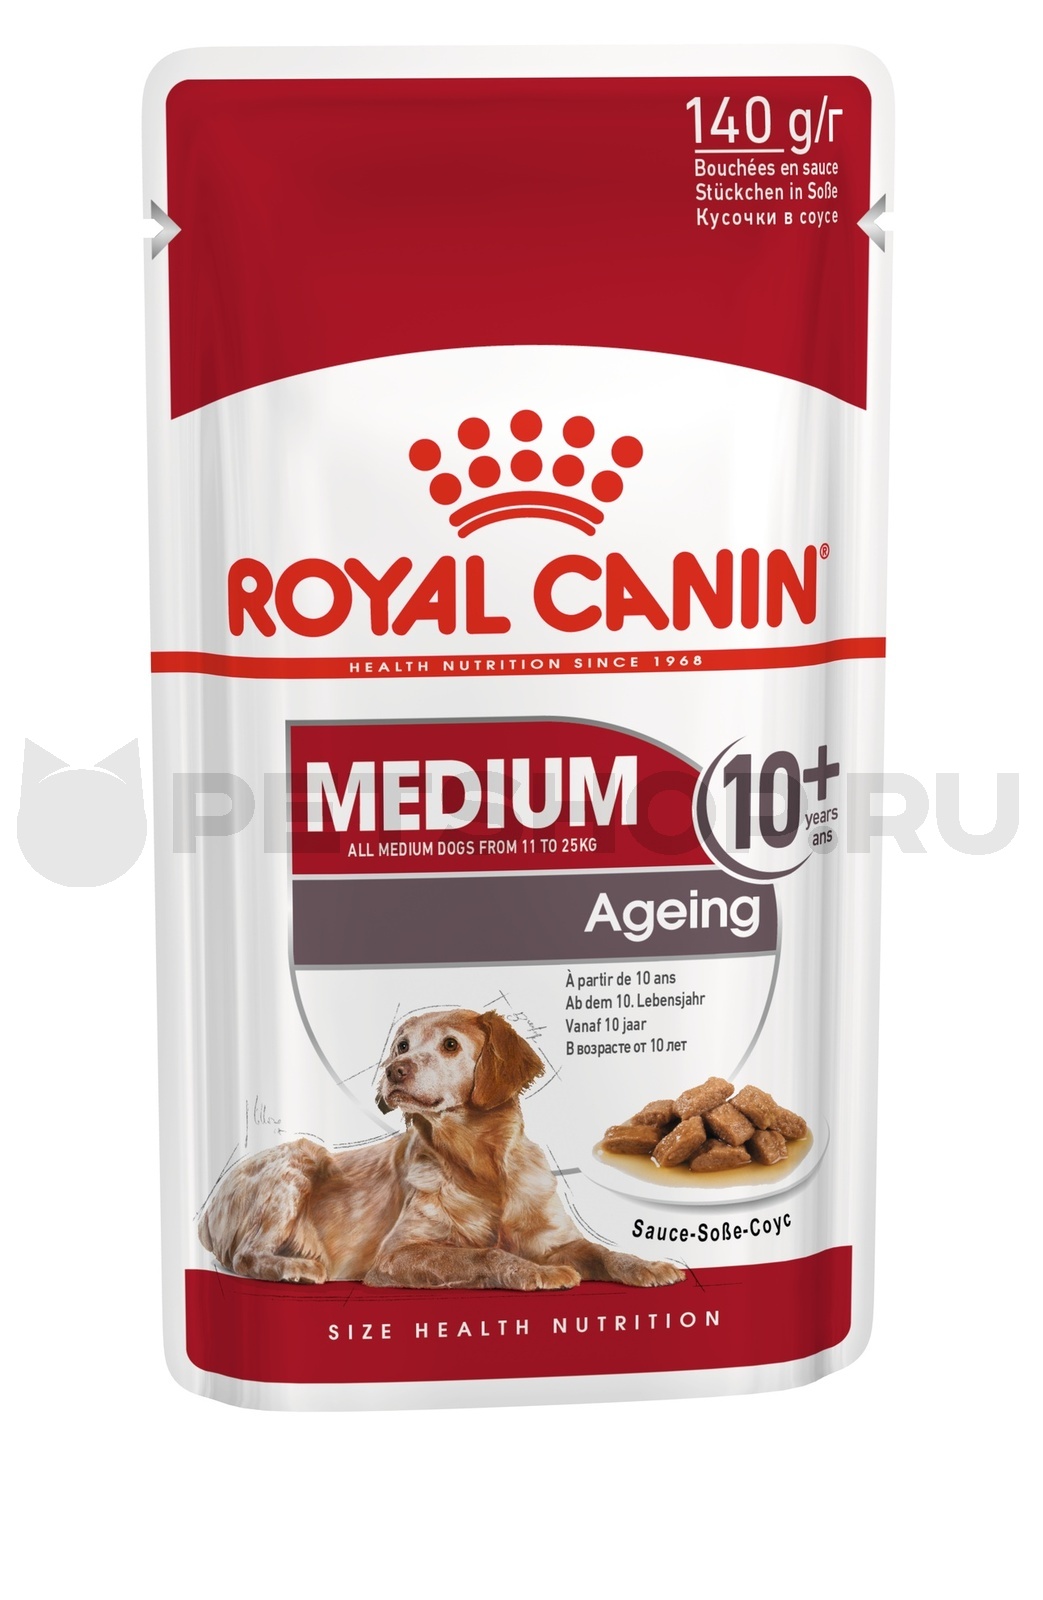 140 g/г
Bouchées en sauce
Stückchen in Soße
Кусочки в соусе
ROYAL CANIN®
HEALTH NUTRITION SINCE 1968
MEDIUM
ALL MEDIUM DOGS FROM 11 TO 25KG
10+
years
ans
PETSHOP.RU
Ageing
À partir de 10 ans
Ab dem 10. Lebensjahr
Vanaf 10 jaar
В возрасте от 10 лет
Sauce-Soße-Соус
SIZE HEALTH NUTRITION